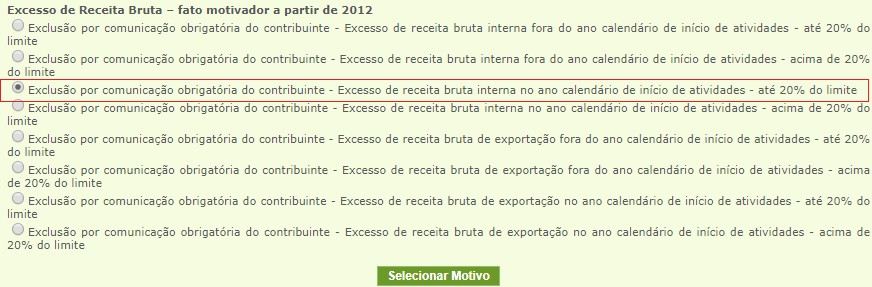 Excesso de Receita Bruta – fato motivador a partir de 2012
Exclusão por comunicação obrigatória do contribuinte - Excesso de receita bruta interna fora do ano calendário de início de atividades - até 20% do
limite
Exclusão por comunicação obrigatória do contribuinte - Excesso de receita bruta interna fora do ano calendário de início de atividades - acima de 20%
do limite
Exclusão por comunicação obrigatória do contribuinte - Excesso de receita bruta interna no ano calendário de início de atividades - até 20% do limite
Exclusão por comunicação obrigatória do contribuinte - Excesso de receita bruta interna no ano calendário de início de atividades - acima de 20% do
limite
Exclusão por comunicação obrigatória do contribuinte - Excesso de receita bruta de exportação fora do ano calendário de início de atividades - até 20%
do limite
Exclusão por comunicação obrigatória do contribuinte - Excesso de receita bruta de exportação fora do ano calendário de início de atividades - acima
de 20% do limite
Exclusão por comunicação obrigatória do contribuinte - Excesso de receita bruta de exportação no ano calendário de início de atividades - até 20% do
limite
Exclusão por comunicação obrigatória do contribuinte - Excesso de receita bruta de exportação no ano calendário de início de atividades - acima de
20% do limite
Selecionar Motivo